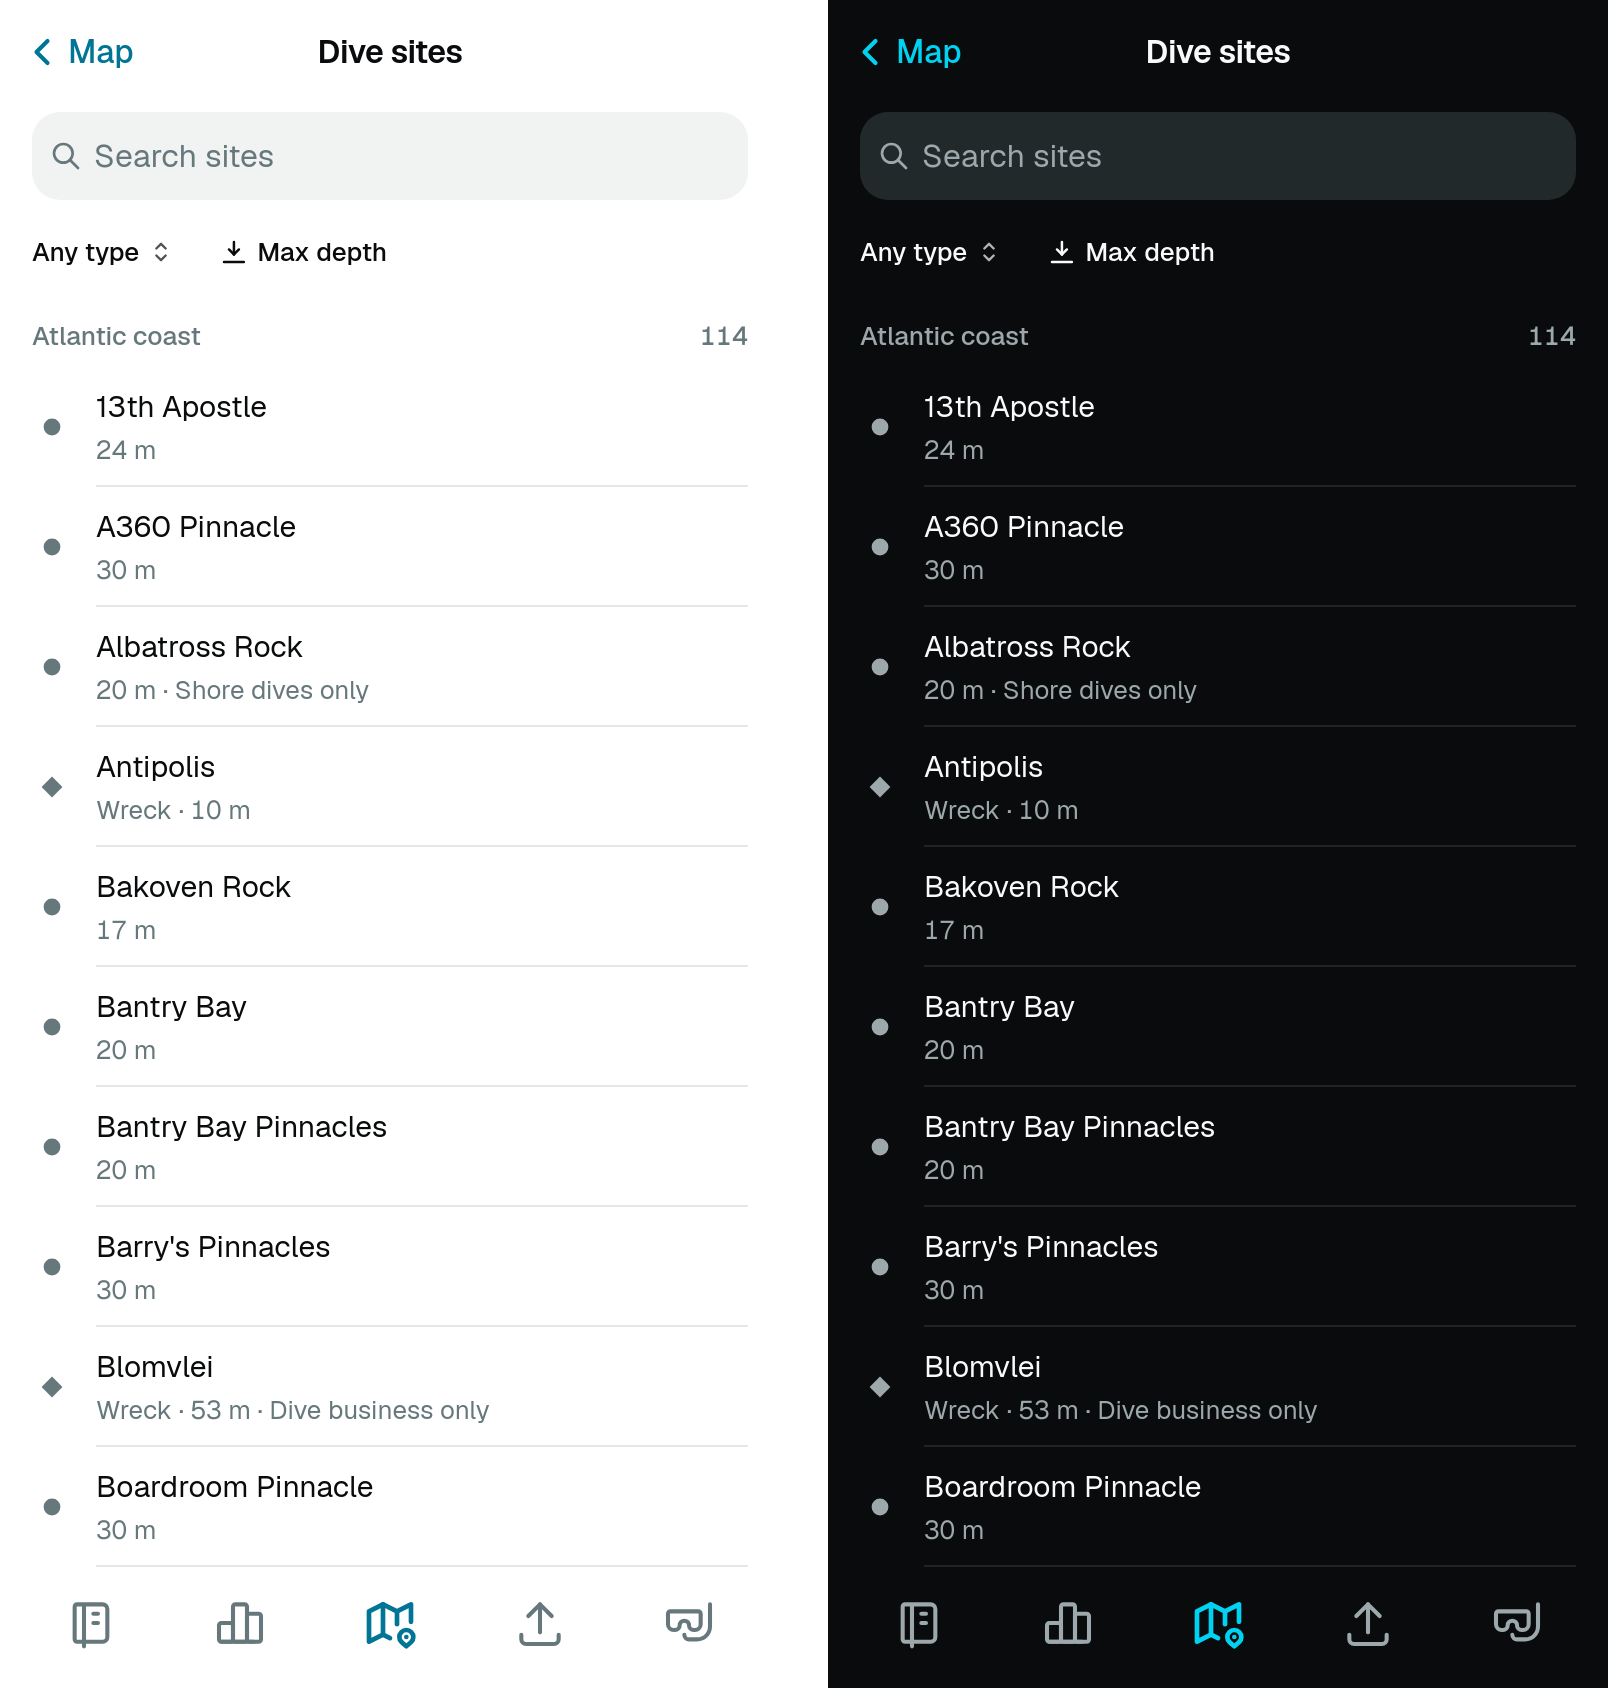 Map
Dive sites
Search sites
Any type
Max depth
Atlantic coast
114
13th Apostle
24 m
A360 Pinnacle
30 m
Albatross Rock
20 m · Shore dives only
Antipolis
Wreck · 10 m
Bakoven Rock
17 m
Bantry Bay
20 m
Bantry Bay Pinnacles
20 m
Barry's Pinnacles
30 m
Blomvlei
Wreck · 53 m · Dive business only
Boardroom Pinnacle
30 m
Map
Dive sites
Search sites
Any type
Max depth
Atlantic coast
114
13th Apostle
24 m
A360 Pinnacle
30 m
Albatross Rock
20 m · Shore dives only
Antipolis
Wreck · 10 m
Bakoven Rock
17 m
Bantry Bay
20 m
Bantry Bay Pinnacles
20 m
Barry's Pinnacles
30 m
Blomvlei
Wreck · 53 m · Dive business only
Boardroom Pinnacle
30 m